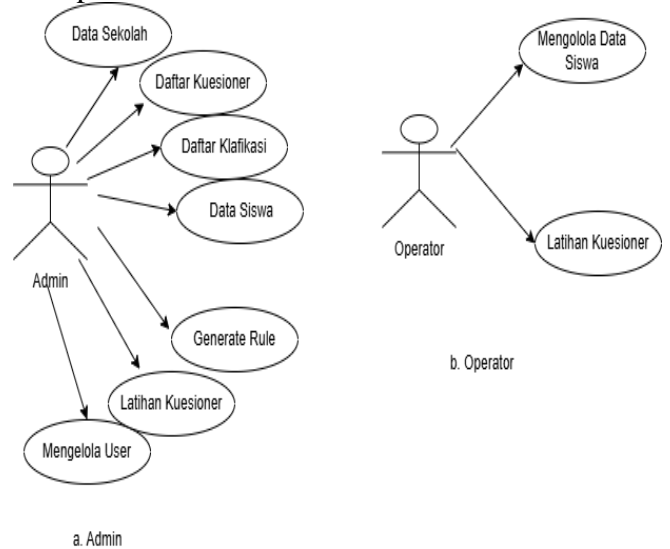 Data Sekolah
Daftar Kuesioner
Daftar Klafikasi
Data Siswa
Admin
Generate Rule
Latihan Kuesioner
Mengelola User
a. Admin
Mengolola Data
Siswa
Operator
Latihan Kuesioner
b. Operator